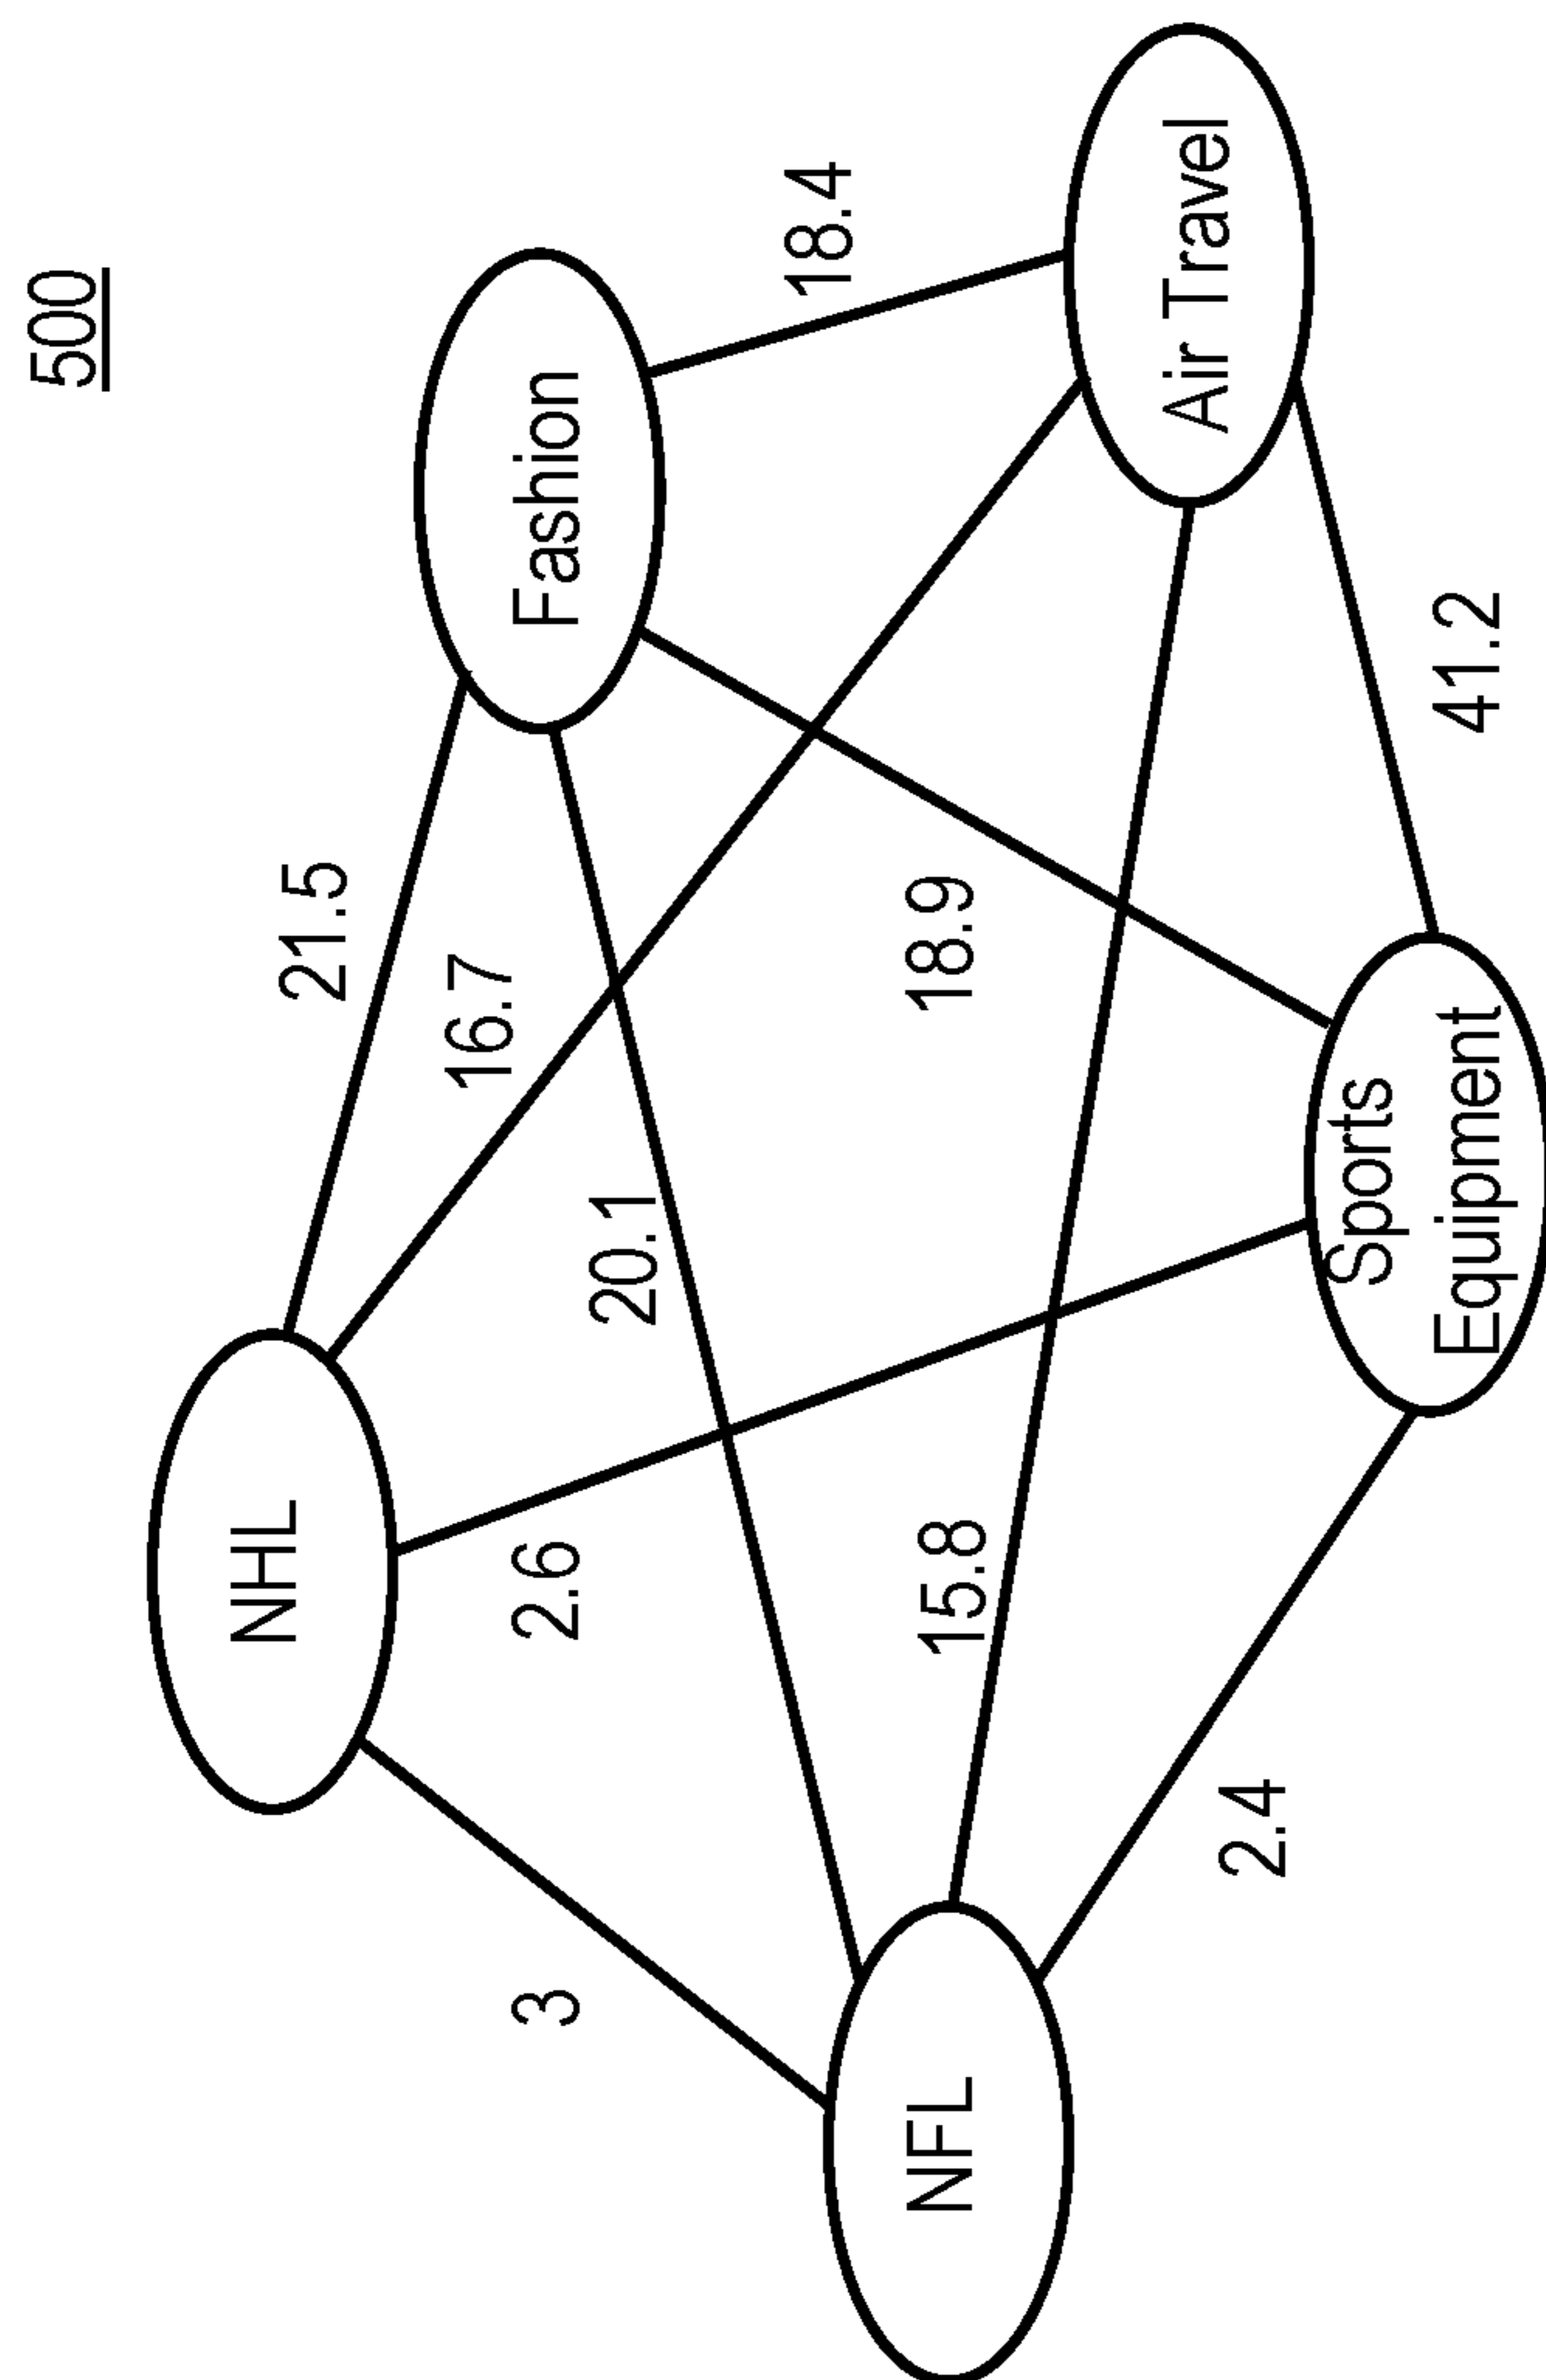 500
NHL
21.5
16.7
3
2.6
Fashion
20.1
18.4
NFL
15.8
18.9
Air Travel
2.4
Sports
Equipment
41.2